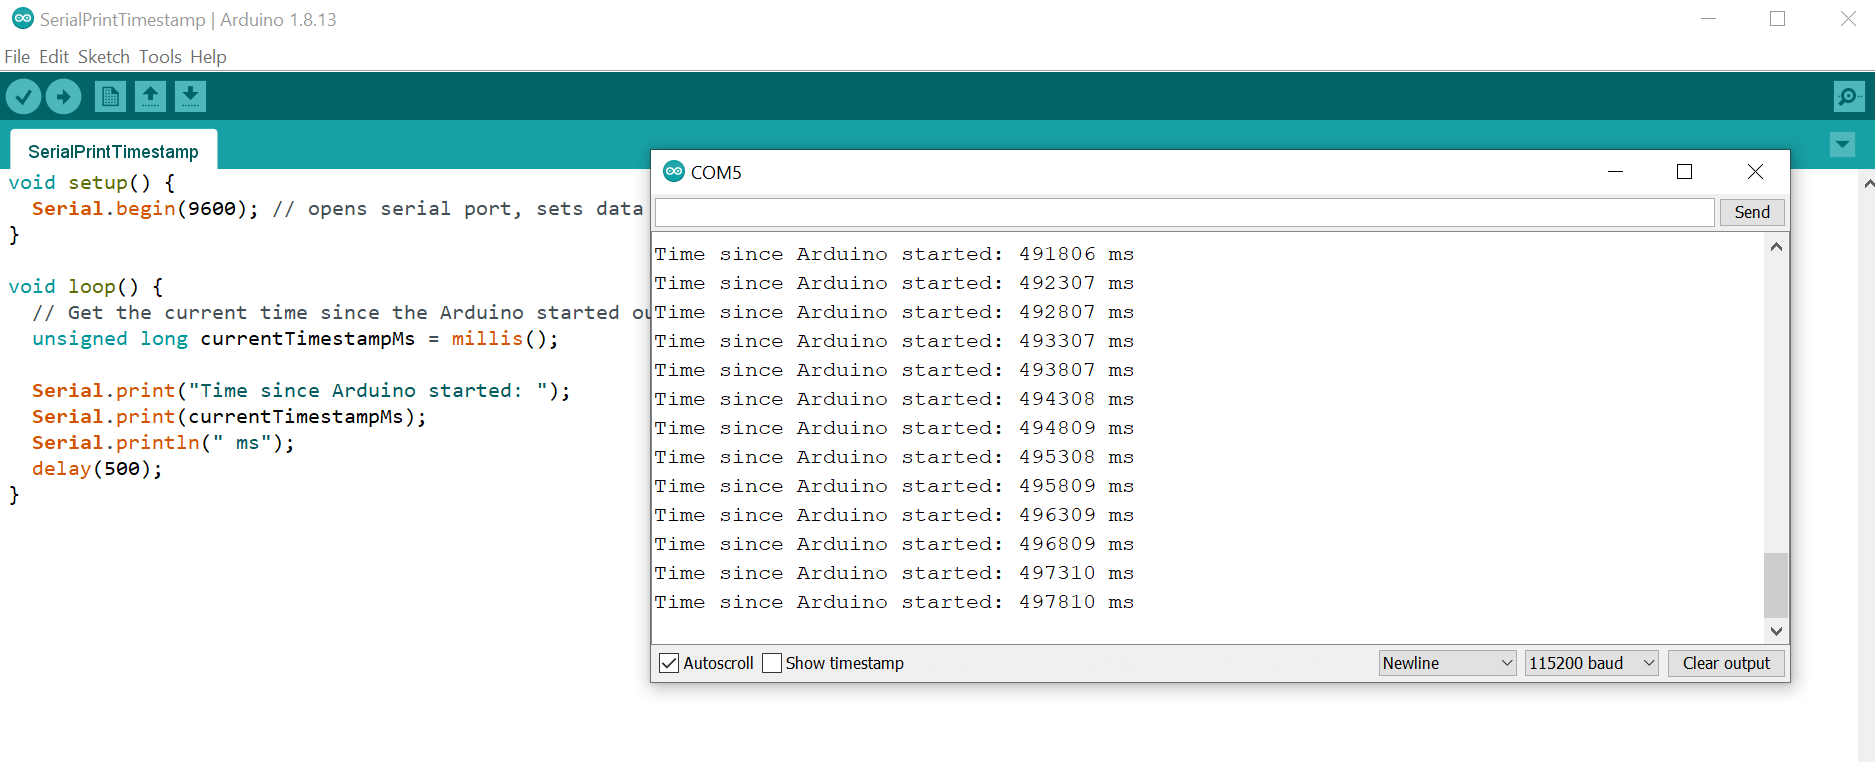 SerialPrintTimestamp | Arduino 1.8.13
File Edit Sketch Tools Help
SerialPrintTimestamp
void setup() {
Serial.begin(9600); // opens serial port, sets data
}
void loop() {
// Get the current time since the Arduino started ou
unsigned long currentTimestampMs = millis();
Serial.print("Time since Arduino started: ");
Serial.print(currentTimestampMs);
Serial.println(" ms");
delay(500);
}
COM5
Send
Time since Arduino started: 491806 ms
Time since Arduino started: 492307 ms
Time since Arduino started: 492807 ms
Time since Arduino started: 493307 ms
Time since Arduino started: 493807 ms
Time since Arduino started: 494308 ms
Time since Arduino started: 494809 ms
Time since Arduino started: 495308 ms
Time since Arduino started: 495809 ms
Time since Arduino started: 496309 ms
Time since Arduino started: 496809 ms
Time since Arduino started: 497310 ms
Time since Arduino started: 497810 ms
Autoscroll Show timestamp Newline 115200 baud Clear output